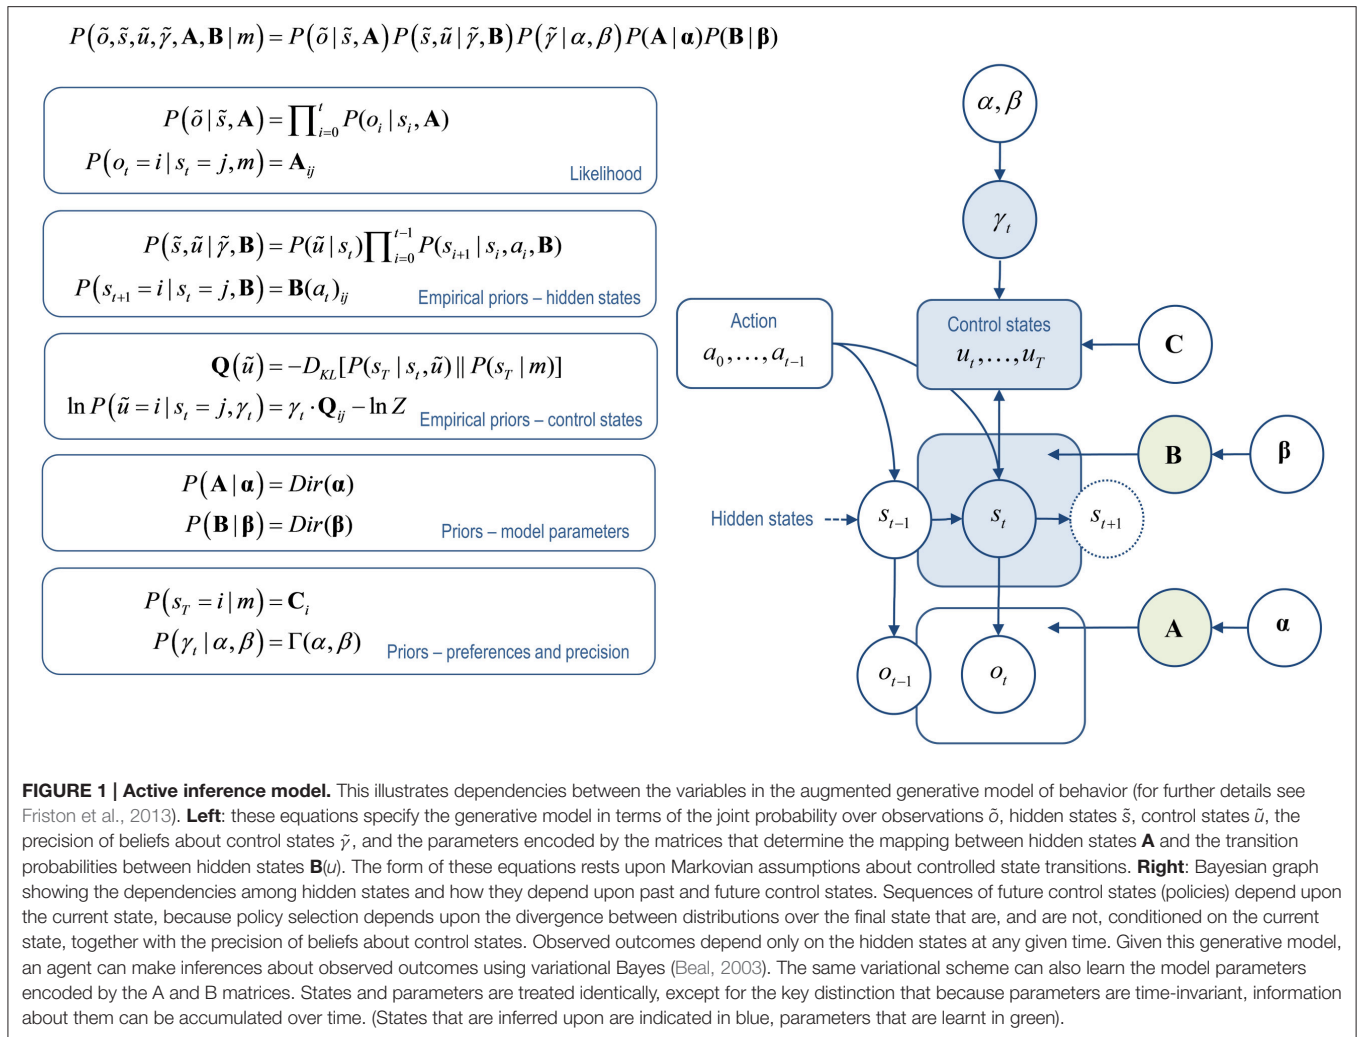 P(õ, s̃, ũ, γ̃, A, B | m) = P(õ | s̃, A) P(s̃, ũ | γ̃, B) P(γ̃ | α, β) P(A | α) P(B | β)
P(õ | s̃, A) = ∏ᵗᵢ₌₀ P(oᵢ | sᵢ, A)
P(oₜ = i | sₜ = j, m) = Aᵢⱼ
Likelihood
P(s̃, ũ | γ̃, B) = P(ũ | sₜ) ∏ᵗ⁻¹ᵢ₌₀ P(sᵢ₊₁ | sᵢ, aᵢ, B)
P(sₜ₊₁ = i | sₜ = j, B) = B(aₜ)ᵢⱼ
Empirical priors – hidden states
Q(ũ) = −D_KL[P(s_T | sₜ, ũ) || P(s_T | m)]
ln P(ũ = i | sₜ = j, γₜ) = γₜ · Qᵢⱼ − ln Z
Empirical priors – control states
P(A | α) = Dir(α)
P(B | β) = Dir(β)
Priors – model parameters
P(s_T = i | m) = Cᵢ
P(γₜ | α, β) = Γ(α, β)
Priors – preferences and precision
α, β
γₜ
Action
a₀,…,aₜ₋₁
Control states
uₜ,…,u_T
C
B
β
Hidden states
sₜ₋₁
sₜ
sₜ₊₁
A
α
oₜ₋₁
oₜ
FIGURE 1 | Active inference model. This illustrates dependencies between the variables in the augmented generative model of behavior (for further details see
Friston et al., 2013). Left: these equations specify the generative model in terms of the joint probability over observations õ, hidden states s̃, control states ũ, the
precision of beliefs about control states γ̃, and the parameters encoded by the matrices that determine the mapping between hidden states A and the transition
probabilities between hidden states B(u). The form of these equations rests upon Markovian assumptions about controlled state transitions. Right: Bayesian graph
showing the dependencies among hidden states and how they depend upon past and future control states. Sequences of future control states (policies) depend upon
the current state, because policy selection depends upon the divergence between distributions over the final state that are, and are not, conditioned on the current
state, together with the precision of beliefs about control states. Observed outcomes depend only on the hidden states at any given time. Given this generative model,
an agent can make inferences about observed outcomes using variational Bayes (Beal, 2003). The same variational scheme can also learn the model parameters
encoded by the A and B matrices. States and parameters are treated identically, except for the key distinction that because parameters are time-invariant, information
about them can be accumulated over time. (States that are inferred upon are indicated in blue, parameters that are learnt in green).